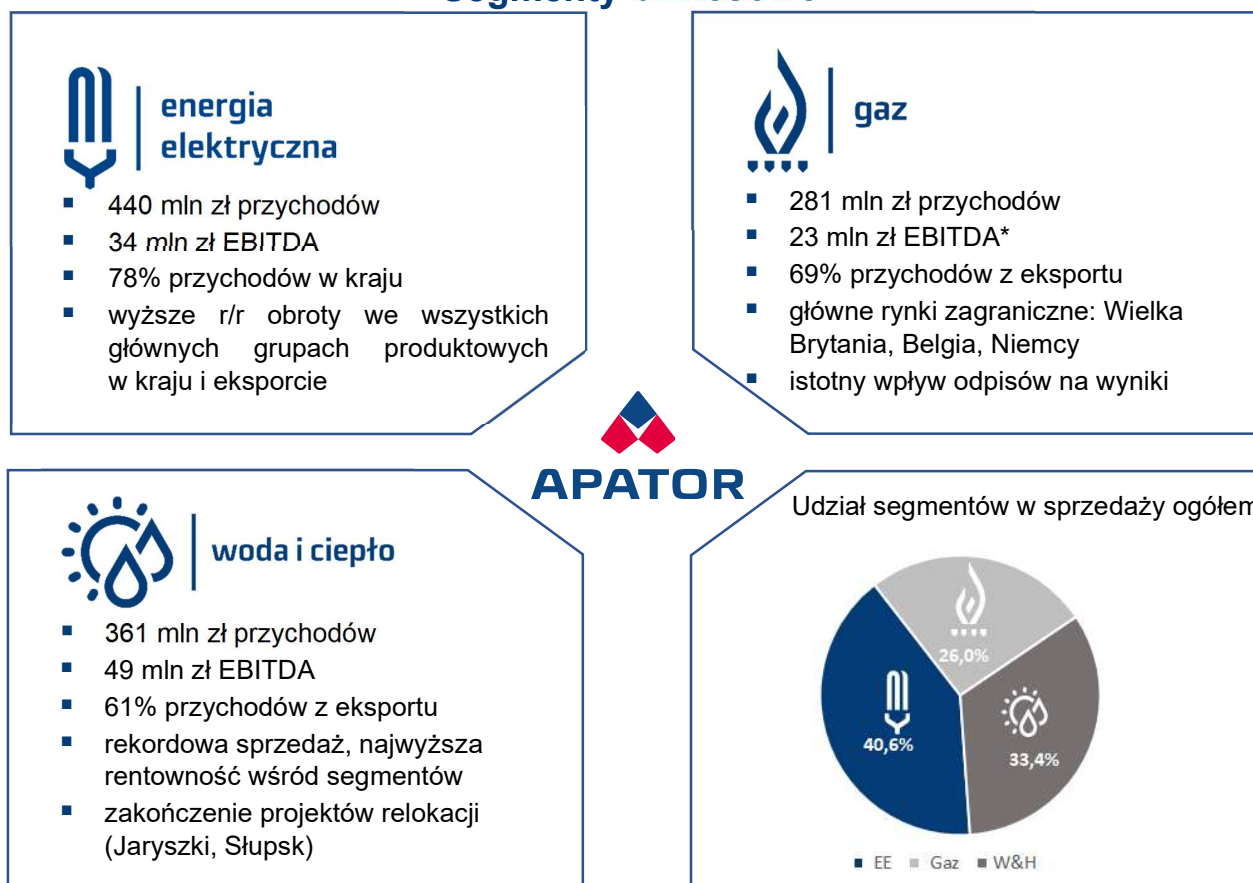 energia
elektryczna
▪ 440 mln zł przychodów
▪ 34 mln zł EBITDA
▪ 78% przychodów w kraju
▪ wyższe r/r obroty we wszystkich
głównych grupach produktowych
w kraju i eksporcie
gaz
▪ 281 mln zł przychodów
▪ 23 mln zł EBITDA*
▪ 69% przychodów z eksportu
▪ główne rynki zagraniczne: Wielka
Brytania, Belgia, Niemcy
▪ istotny wpływ odpisów na wyniki
APATOR
woda i ciepło
▪ 361 mln zł przychodów
▪ 49 mln zł EBITDA
▪ 61% przychodów z eksportu
▪ rekordowa sprzedaż, najwyższa
rentowność wśród segmentów
▪ zakończenie projektów relokacji
(Jaryszki, Słupsk)
Udział segmentów w sprzedaży ogółem
26,0%
40,6%
33,4%
EE Gaz W&H